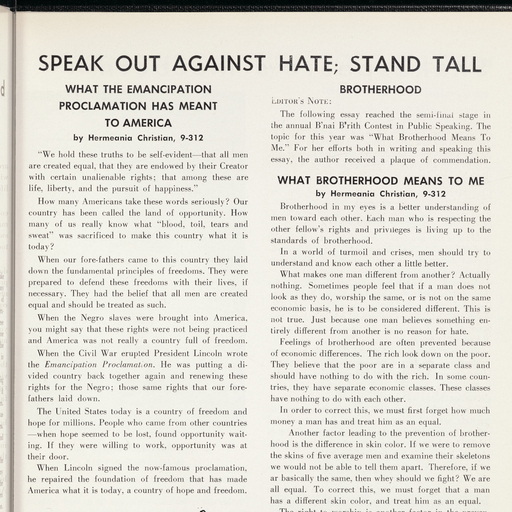 SPEAK OUT AGAINST HATE; STAND TALL
WHAT THE EMANCIPATION
PROCLAMATION HAS MEANT
TO AMERICA
by Hermeania Christian, 9-312
"We hold these truths to be self-evident—that all men
are created equal, that they are endowed by their Creator
with certain unalienable rights; that among these are
life, liberty, and the pursuit of happiness."
How many Americans take these words seriously? Our
country has been called the land of opportunity. How
many of us really know what "blood, toil, tears and
sweat" was sacrificed to make this country what it is
today?
When our fore-fathers came to this country they laid
down the fundamental principles of freedoms. They were
prepared to defend these freedoms with their lives, if
necessary. They had the belief that all men are created
equal and should be treated as such.
When the Negro slaves were brought into America,
you might say that these rights were not being practiced
and America was not really a country full of freedom.
When the Civil War erupted President Lincoln wrote
the Emancipation Proclamation. He was putting a di-
vided country back together again and renewing these
rights for the Negro; those same rights that our fore-
fathers laid down.
The United States today is a country of freedom and
hope for millions. People who came from other countries
—when hope seemed to be lost, found opportunity wait-
ing. If they were willing to work, opportunity was at
their door.
When Lincoln signed the now-famous proclamation,
he repaired the foundation of freedom that has made
America what it is today, a country of hope and freedom.
BROTHERHOOD
EDITOR'S NOTE:
The following essay reached the semi-final stage in
the annual B'nai B'rith Contest in Public Speaking. The
topic for this year was "What Brotherhood Means To
Me." For her efforts both in writing and speaking this
essay, the author received a plaque of commendation.
WHAT BROTHERHOOD MEANS TO ME
by Hermeania Christian, 9-312
Brotherhood in my eyes is a better understanding of
men toward each other. Each man who is respecting the
other fellow's rights and privileges is living up to the
standards of brotherhood.
In a world of turmoil and crises, men should try to
understand and know each other a little better.
What makes one man different from another? Actually
nothing. Sometimes people feel that if a man does not
look as they do, worship the same, or is not on the same
economic basis, he is to be considered different. This is
not true. Just because one man believes something en-
tirely different from another is no reason for hate.
Feelings of brotherhood are often prevented because
of economic differences. The rich look down on the poor.
They believe that the poor are in a separate class and
should have nothing to do with the rich. In some coun-
tries, they have separate economic classes. These classes
have nothing to do with each other.
In order to correct this, we must first forget how much
money a man has and treat him as an equal.
Another factor leading to the prevention of brother-
hood is the difference in skin color. If we were to remove
the skins of five average men and examine their skeletons
we would not be able to tell them apart. Therefore, if we
ar basically the same, then whey should we fight? We are
all equal. To correct this, we must forget that a man
has a different skin color, and treat him as an equal.